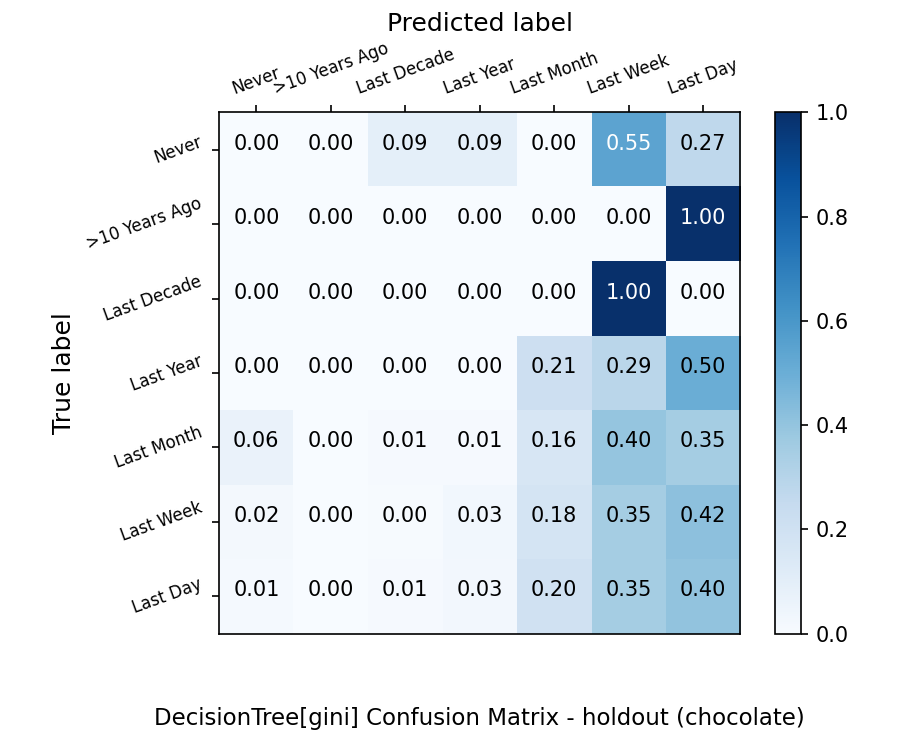 Predicted label
Never >10 Years Ago Last Decade Last Year Last Month Last Week Last Day
True label
Never 0.00 0.00 0.09 0.09 0.00 0.55 0.27
>10 Years Ago 0.00 0.00 0.00 0.00 0.00 0.00 1.00
Last Decade 0.00 0.00 0.00 0.00 0.00 1.00 0.00
Last Year 0.00 0.00 0.00 0.00 0.21 0.29 0.50
Last Month 0.06 0.00 0.01 0.01 0.16 0.40 0.35
Last Week 0.02 0.00 0.00 0.03 0.18 0.35 0.42
Last Day 0.01 0.00 0.01 0.03 0.20 0.35 0.40
1.0
0.8
0.6
0.4
0.2
0.0
DecisionTree[gini] Confusion Matrix - holdout (chocolate)